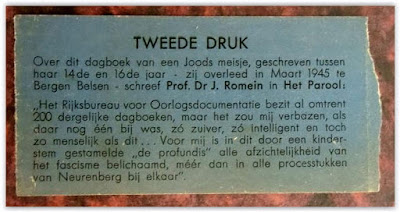 TWEEDE DRUK
Over dit dagboek van een Joods meisje, geschreven tussen
haar 14de en 16de jaar - zij overleed in Maart 1945 te
Bergen Belsen - schreef Prof. Dr J. Romein in Het Parool:
„Het Rijksbureau voor Oorlogsdocumentatie bezit al omtrent
200 dergelijke dagboeken, maar het zou mij verbazen, als
daar nog één bij was, zó zuiver, zó intelligent en toch
zo menselijk als dit... Voor mij is in dit door een kinder-
stem gestamelde „de profundis" alle afzichtelijkheid van
het fascisme belichaamd, méér dan in alle processtukken
van Neurenberg bij elkaar".